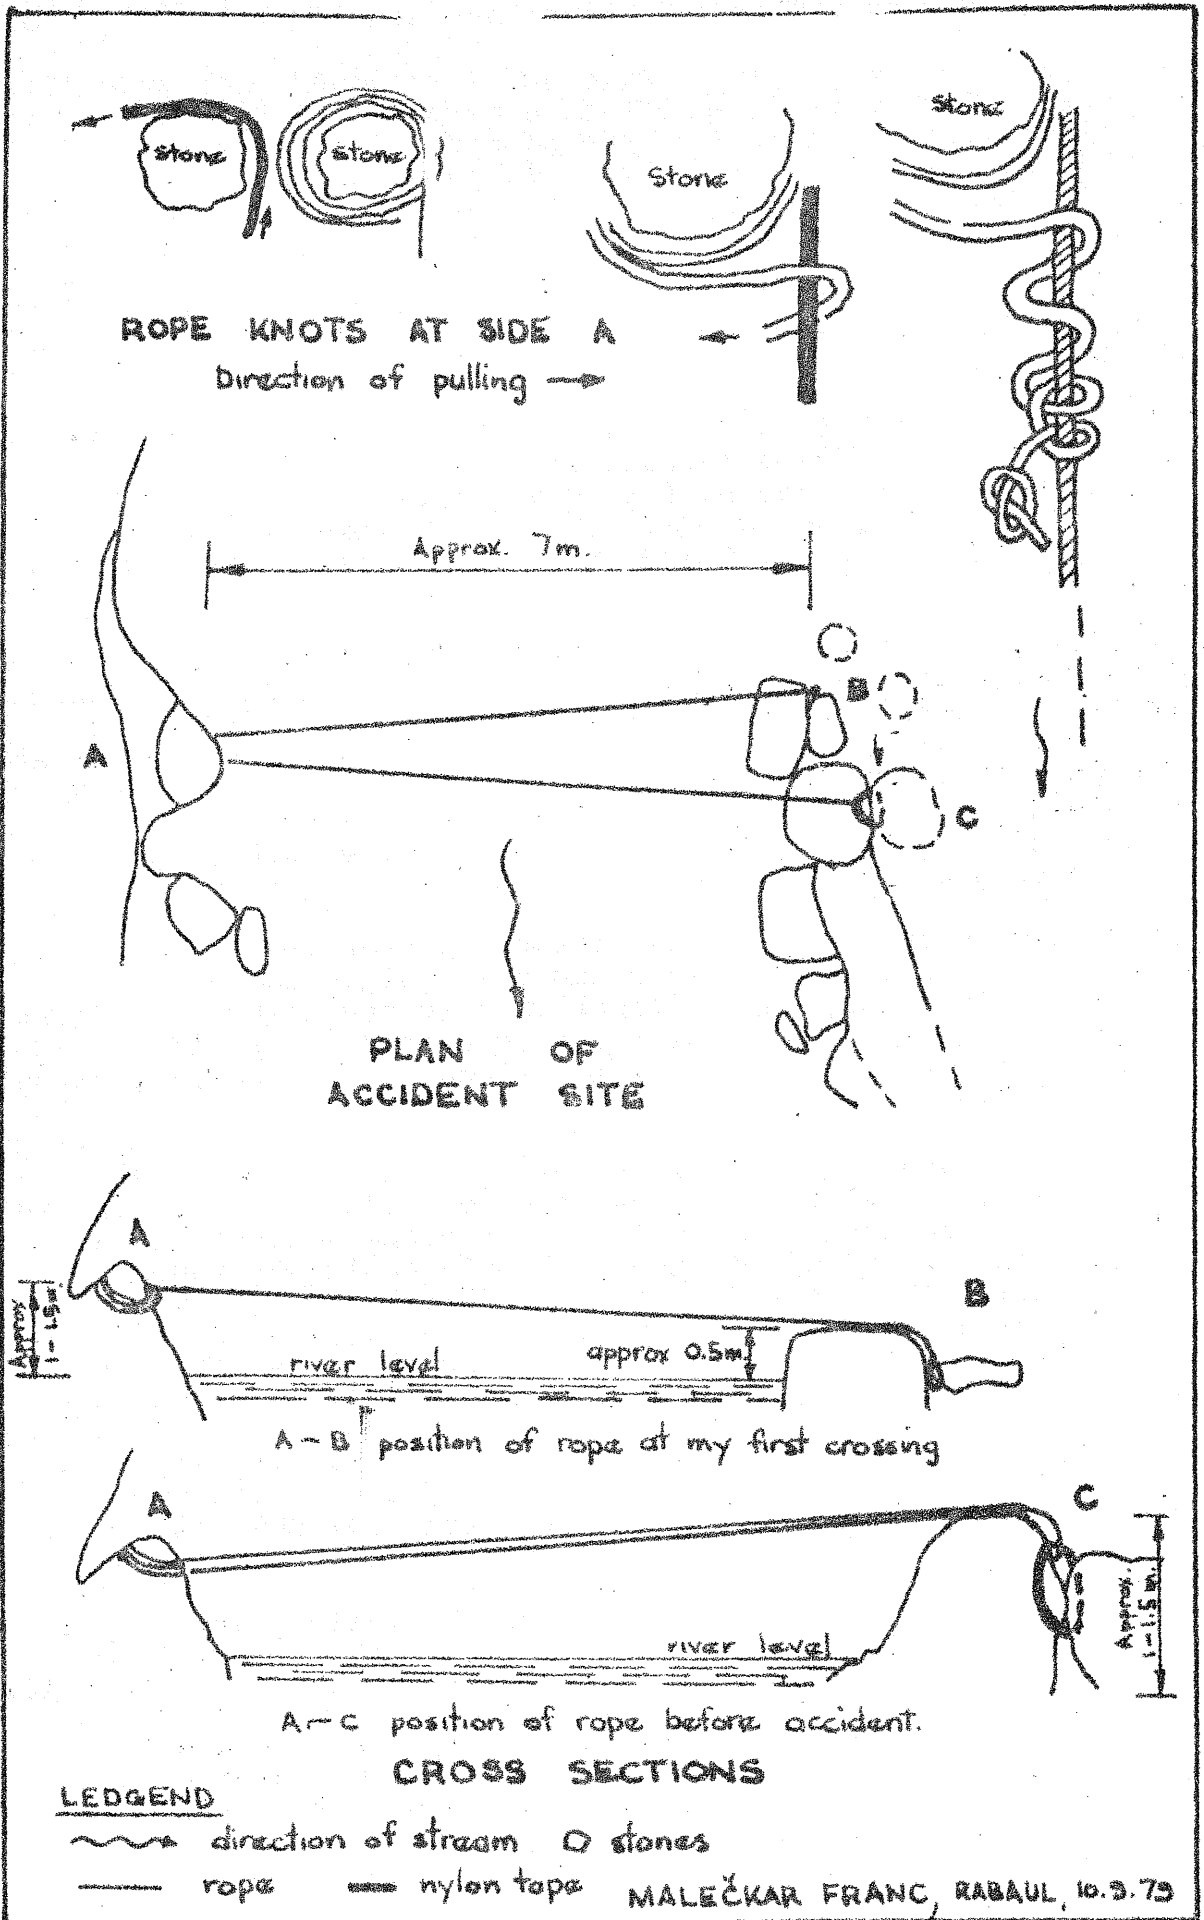 stone
stone
stone
stone
ROPE KNOTS AT SIDE A
Direction of pulling
Approx. 7m.
A
B
C
PLAN OF
ACCIDENT SITE
A
B
Approx
1-1.5m.
river level
approx 0.5m.
A-B position of rope at my first crossing
A
C
Approx.
1-1.5m.
river level
A-C position of rope before accident.
CROSS SECTIONS
LEDGEND
direction of stream stones
rope nylon tape
MALEČKAR FRANC, RABAUL, 10.9.79